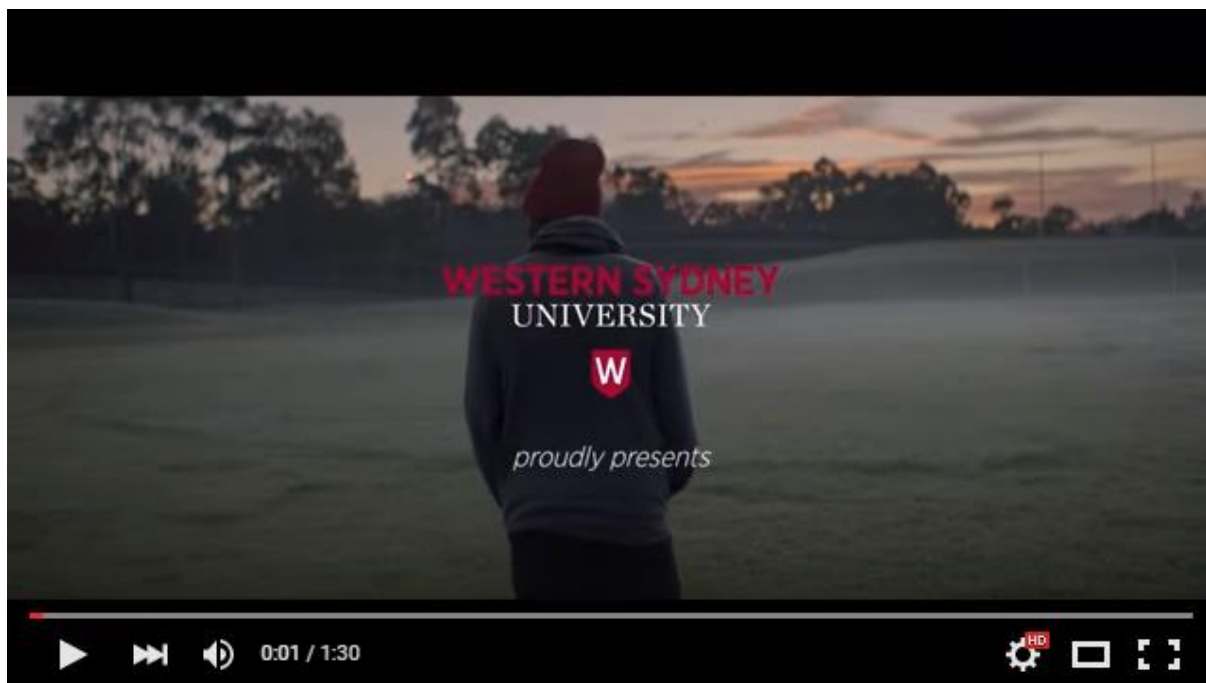 WESTERN SYDNEY
UNIVERSITY
W
proudly presents
0:01 / 1:30
HD